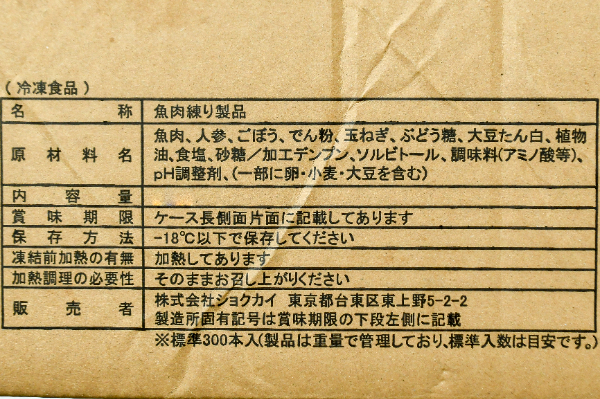 (冷凍食品)
名称 魚肉練り製品
原材料名 魚肉、人参、ごぼう、でん粉、玉ねぎ、ぶどう糖、大豆たん白、植物
油、食塩、砂糖／加工デンプン、ソルビトール、調味料(アミノ酸等)、
pH調整剤、(一部に卵・小麦・大豆を含む)
内容量
賞味期限 ケース長側面片面に記載してあります
保存方法 -18℃以下で保存してください
凍結前加熱の有無 加熱してあります
加熱調理の必要性 そのままお召し上がりください
販売者 株式会社ショクカイ 東京都台東区東上野5-2-2
製造所固有記号は賞味期限の下段左側に記載
※標準300本入(製品は重量で管理しており、標準入数は目安です。)